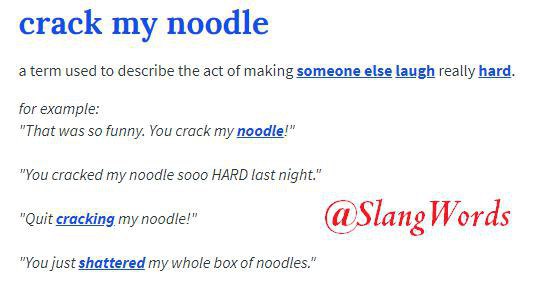 crack my noodle
a term used to describe the act of making someone else laugh really hard.
for example:
"That was so funny. You crack my noodle!"
"You cracked my noodle sooo HARD last night."
"Quit cracking my noodle!"
@SlangWords
"You just shattered my whole box of noodles."